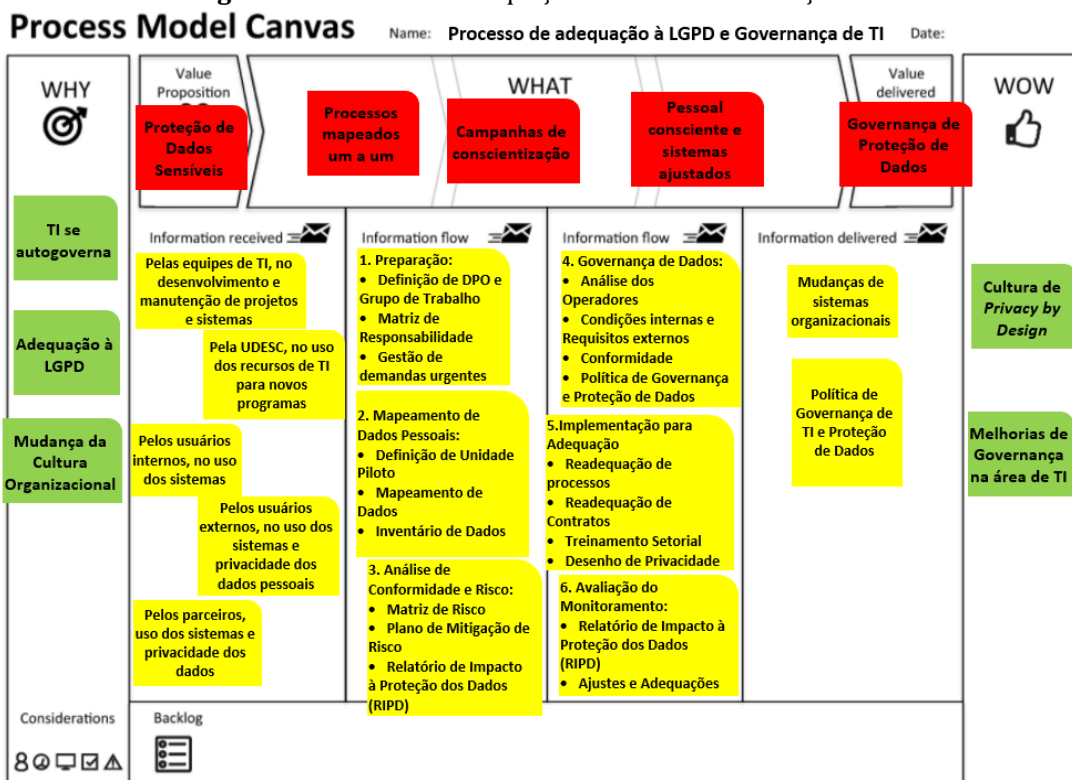 Process Model Canvas
Name: Processo de adequação à LGPD e Governança de TI Date:
WHY
Value
Proposition
WHAT
Value
delivered
WOW
Proteção de
Dados
Sensíveis
Processos
mapeados
um a um
Campanhas de
conscientização
Pessoal
consciente e
sistemas
ajustados
Governança de
Proteção de
Dados
TI se
autogoverna
Adequação à
LGPD
Mudança da
Cultura
Organizacional
Information received
Pelas equipes de TI, no
desenvolvimento e
manutenção de projetos
e sistemas
Pela UDESC, no uso
dos recursos de TI
para novos
programas
Pelos usuários
internos, no uso
dos sistemas
Pelos usuários
externos, no uso dos
sistemas e
privacidade dos
dados pessoais
Pelos parceiros,
uso dos sistemas e
privacidade dos
dados
Information flow
1. Preparação:
• Definição de DPO e
Grupo de Trabalho
• Matriz de
Responsabilidade
• Gestão de
demandas urgentes
2. Mapeamento de
Dados Pessoais:
• Definição de Unidade
Piloto
• Mapeamento de
Dados
• Inventário de Dados
3. Análise de
Conformidade e Risco:
• Matriz de Risco
• Plano de Mitigação de
Risco
• Relatório de Impacto
à Proteção dos Dados
(RIPD)
Information flow
4. Governança de Dados:
• Análise dos
Operadores
• Condições internas e
Requisitos externos
• Conformidade
• Política de Governança
e Proteção de Dados
5.Implementação para
Adequação
• Readequação de
processos
• Readequação de
Contratos
• Treinamento Setorial
• Desenho de Privacidade
6. Avaliação do
Monitoramento:
• Relatório de Impacto à
Proteção dos Dados
(RIPD)
• Ajustes e Adequações
Information delivered
Mudanças de
sistemas
organizacionais
Política de
Governança de
TI e Proteção
de Dados
Cultura de
Privacy by
Design
Melhorias de
Governança
na área de TI
Considerations
Backlog